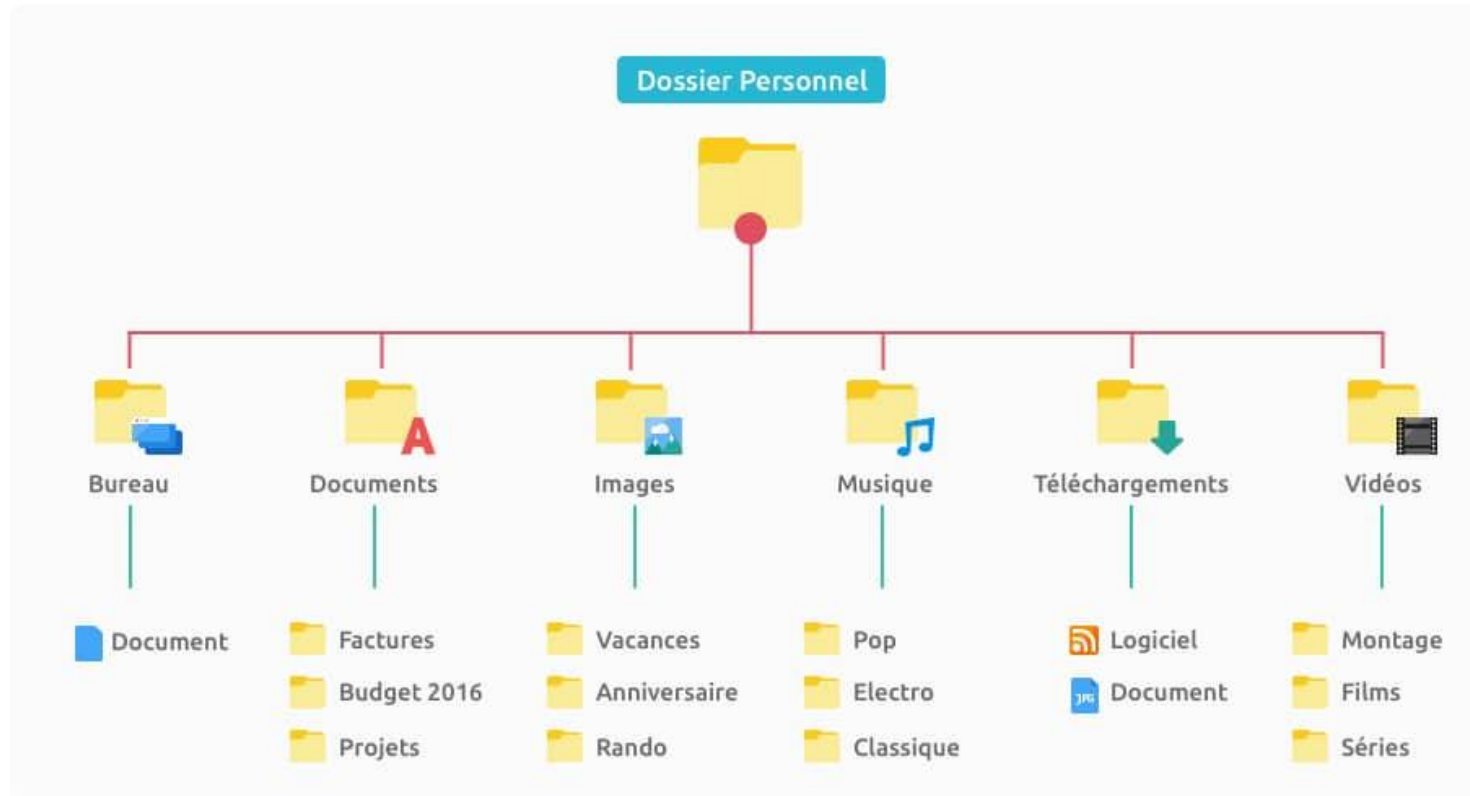 Dossier Personnel
Bureau
Documents
Images
Musique
Téléchargements
Vidéos
Document
Factures
Budget 2016
Projets
Vacances
Anniversaire
Rando
Pop
Electro
Classique
Logiciel
JPG
Document
Montage
Films
Séries